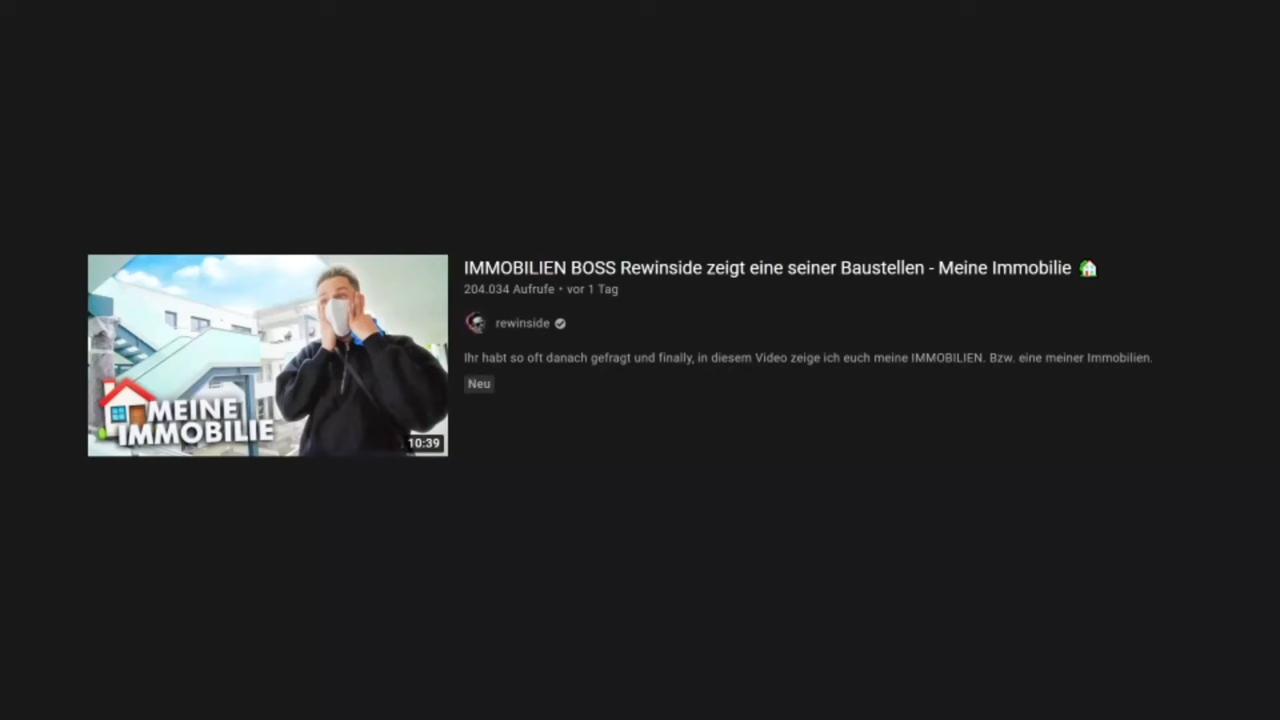 IMMOBILIEN BOSS Rewinside zeigt eine seiner Baustellen - Meine Immobilie 🏡
204.034 Aufrufe • vor 1 Tag
rewinside
Ihr habt so oft danach gefragt und finally, in diesem Video zeige ich euch meine IMMOBILIEN. Bzw. eine meiner Immobilien.
Neu
MEINE
IMMOBILIE
10:39